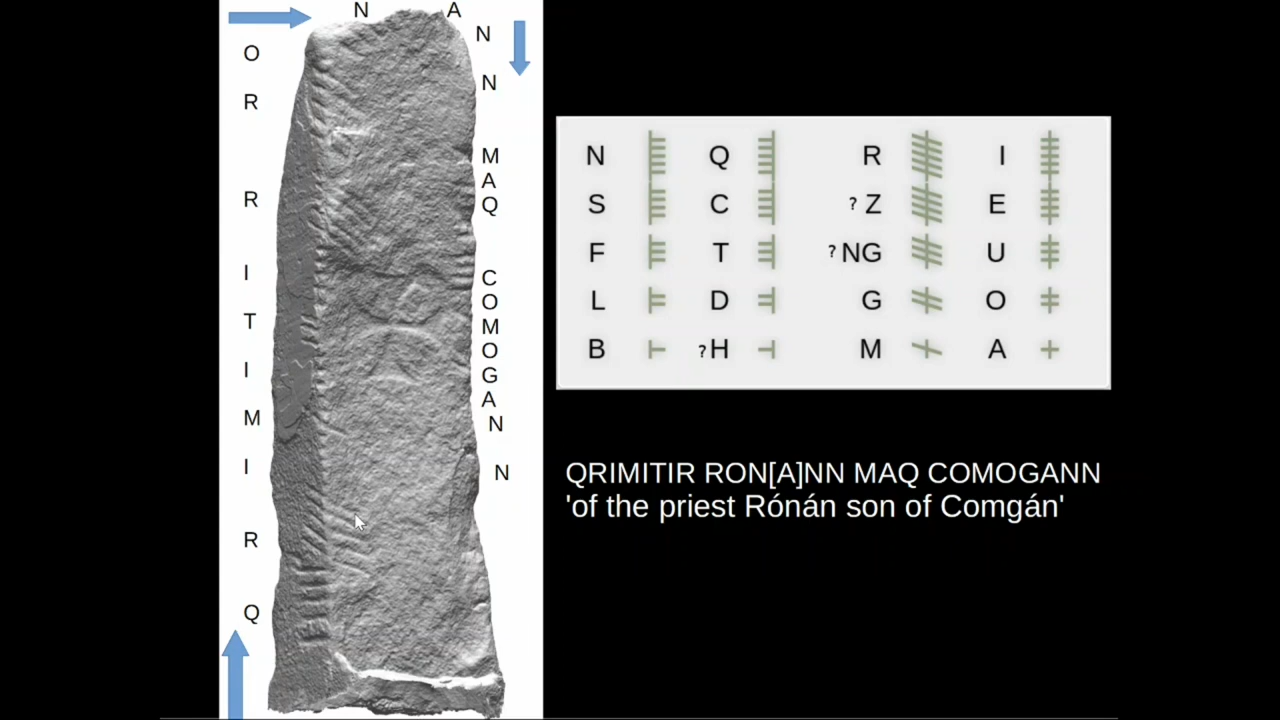 N A
N
N
O
R
R
I
T
I
M
I
R
Q
M
A
Q
C
O
M
O
G
A
N
N
N Q R I
S C ? Z E
F T ? NG U
L D G O
B ? H M A
QRIMITIR RON[A]NN MAQ COMOGANN
'of the priest Rónán son of Comgán'